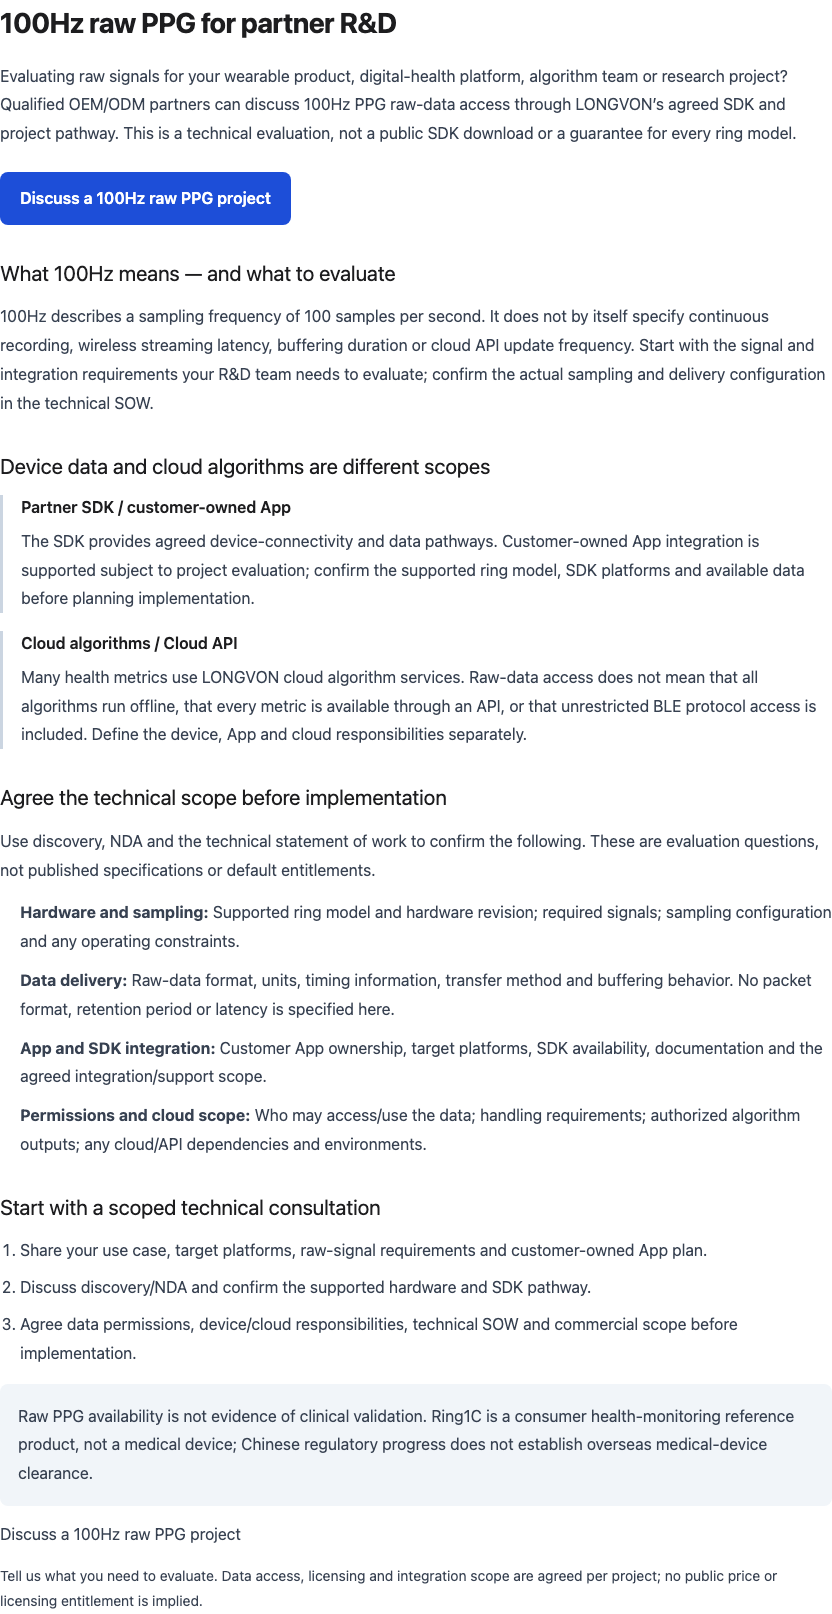 100Hz raw PPG for partner R&D
Evaluating raw signals for your wearable product, digital-health platform, algorithm team or research project?
Qualified OEM/ODM partners can discuss 100Hz PPG raw-data access through LONGVON’s agreed SDK and
project pathway. This is a technical evaluation, not a public SDK download or a guarantee for every ring model.
Discuss a 100Hz raw PPG project
What 100Hz means — and what to evaluate
100Hz describes a sampling frequency of 100 samples per second. It does not by itself specify continuous
recording, wireless streaming latency, buffering duration or cloud API update frequency. Start with the signal and
integration requirements your R&D team needs to evaluate; confirm the actual sampling and delivery configuration
in the technical SOW.
Device data and cloud algorithms are different scopes
Partner SDK / customer-owned App
The SDK provides agreed device-connectivity and data pathways. Customer-owned App integration is
supported subject to project evaluation; confirm the supported ring model, SDK platforms and available data
before planning implementation.
Cloud algorithms / Cloud API
Many health metrics use LONGVON cloud algorithm services. Raw-data access does not mean that all
algorithms run offline, that every metric is available through an API, or that unrestricted BLE protocol access is
included. Define the device, App and cloud responsibilities separately.
Agree the technical scope before implementation
Use discovery, NDA and the technical statement of work to confirm the following. These are evaluation questions,
not published specifications or default entitlements.
Hardware and sampling: Supported ring model and hardware revision; required signals; sampling configuration
and any operating constraints.
Data delivery: Raw-data format, units, timing information, transfer method and buffering behavior. No packet
format, retention period or latency is specified here.
App and SDK integration: Customer App ownership, target platforms, SDK availability, documentation and the
agreed integration/support scope.
Permissions and cloud scope: Who may access/use the data; handling requirements; authorized algorithm
outputs; any cloud/API dependencies and environments.
Start with a scoped technical consultation
1. Share your use case, target platforms, raw-signal requirements and customer-owned App plan.
2. Discuss discovery/NDA and confirm the supported hardware and SDK pathway.
3. Agree data permissions, device/cloud responsibilities, technical SOW and commercial scope before
implementation.
Raw PPG availability is not evidence of clinical validation. Ring1C is a consumer health-monitoring reference
product, not a medical device; Chinese regulatory progress does not establish overseas medical-device
clearance.
Discuss a 100Hz raw PPG project
Tell us what you need to evaluate. Data access, licensing and integration scope are agreed per project; no public price or
licensing entitlement is implied.